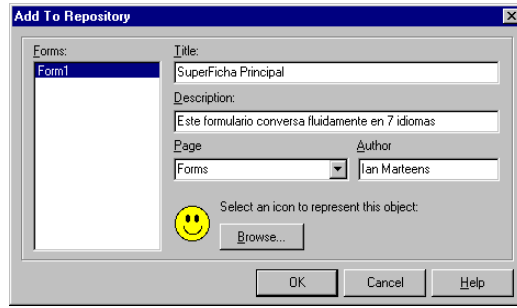 Add To Repository
Forms:
Form1
Title:
SuperFicha Principal
Description:
Este formulario conversa fluidamente en 7 idiomas
Page
Author
Forms
Ian Marteens
Select an icon to represent this object:
Browse...
OK
Cancel
Help